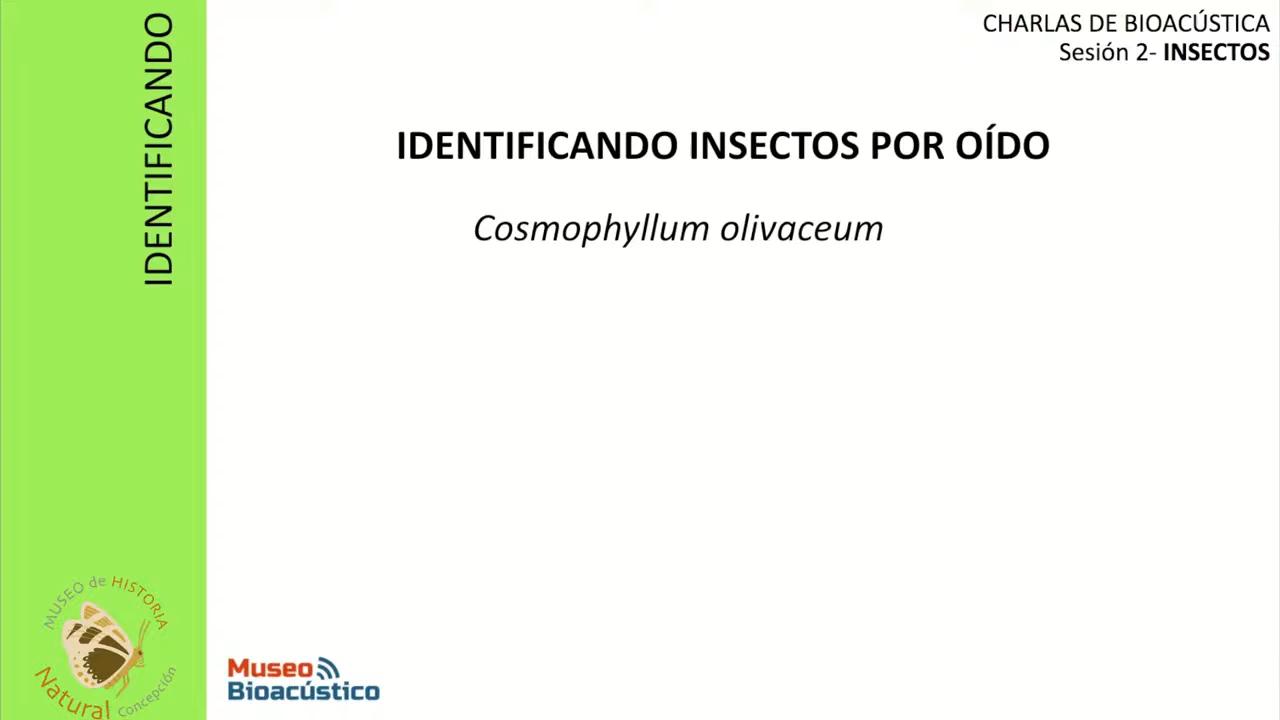 IDENTIFICANDO
CHARLAS DE BIOACÚSTICA
Sesión 2- INSECTOS
IDENTIFICANDO INSECTOS POR OÍDO
Cosmophyllum olivaceum
MUSEO de HISTORIA
Natural Concepción
Museo
Bioacústico